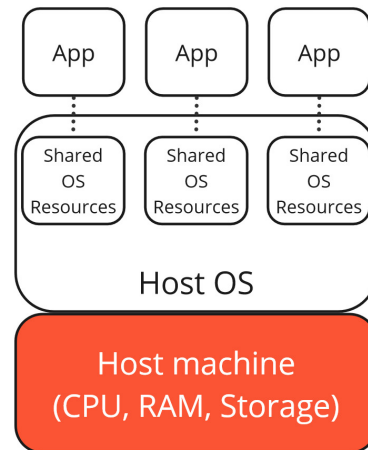 App
App
App
Shared
OS
Resources
Shared
OS
Resources
Shared
OS
Resources
Host OS
Host machine
(CPU, RAM, Storage)